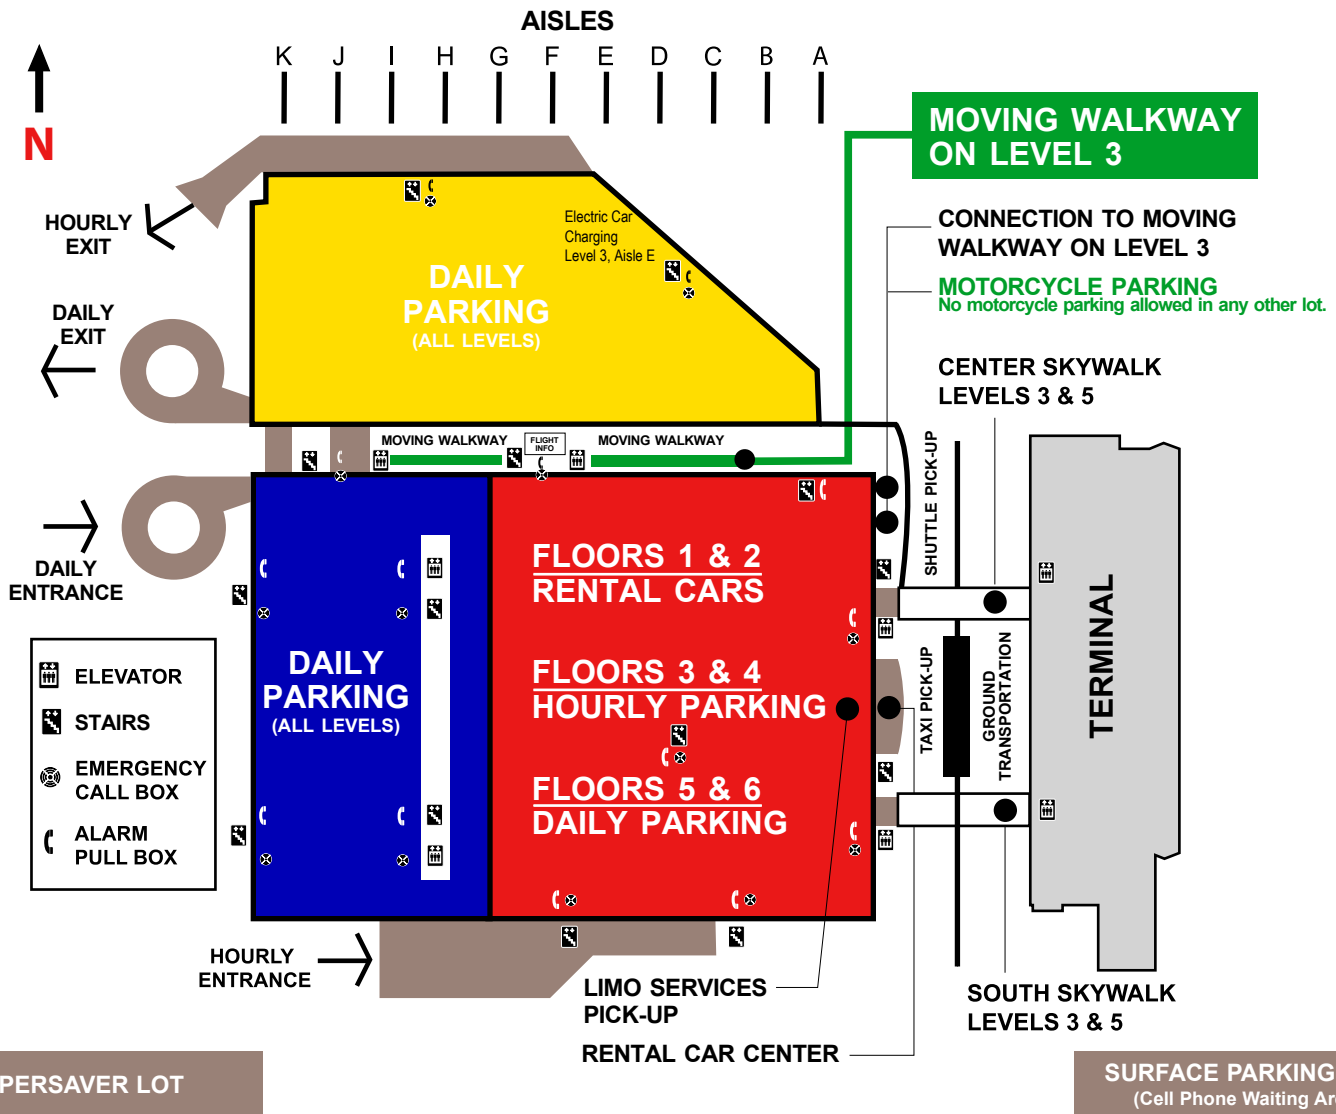 AISLES
K J I H G F E D C B A
N
MOVING WALKWAY
ON LEVEL 3
HOURLY
EXIT
CONNECTION TO MOVING
WALKWAY ON LEVEL 3
Electric Car
Charging
Level 3, Aisle E
DAILY
PARKING
(ALL LEVELS)
MOTORCYCLE PARKING
No motorcycle parking allowed in any other lot.
DAILY
EXIT
CENTER SKYWALK
LEVELS 3 & 5
MOVING WALKWAY
FLIGHT
INFO
MOVING WALKWAY
SHUTTLE PICK-UP
DAILY
ENTRANCE
FLOORS 1 & 2
RENTAL CARS
DAILY
PARKING
(ALL LEVELS)
FLOORS 3 & 4
HOURLY PARKING
FLOORS 5 & 6
DAILY PARKING
TAXI PICK-UP
GROUND
TRANSPORTATION
TERMINAL
ELEVATOR
STAIRS
EMERGENCY
CALL BOX
ALARM
PULL BOX
HOURLY
ENTRANCE
LIMO SERVICES
PICK-UP
RENTAL CAR CENTER
SOUTH SKYWALK
LEVELS 3 & 5
PERSAVER LOT
SURFACE PARKING
(Cell Phone Waiting Are